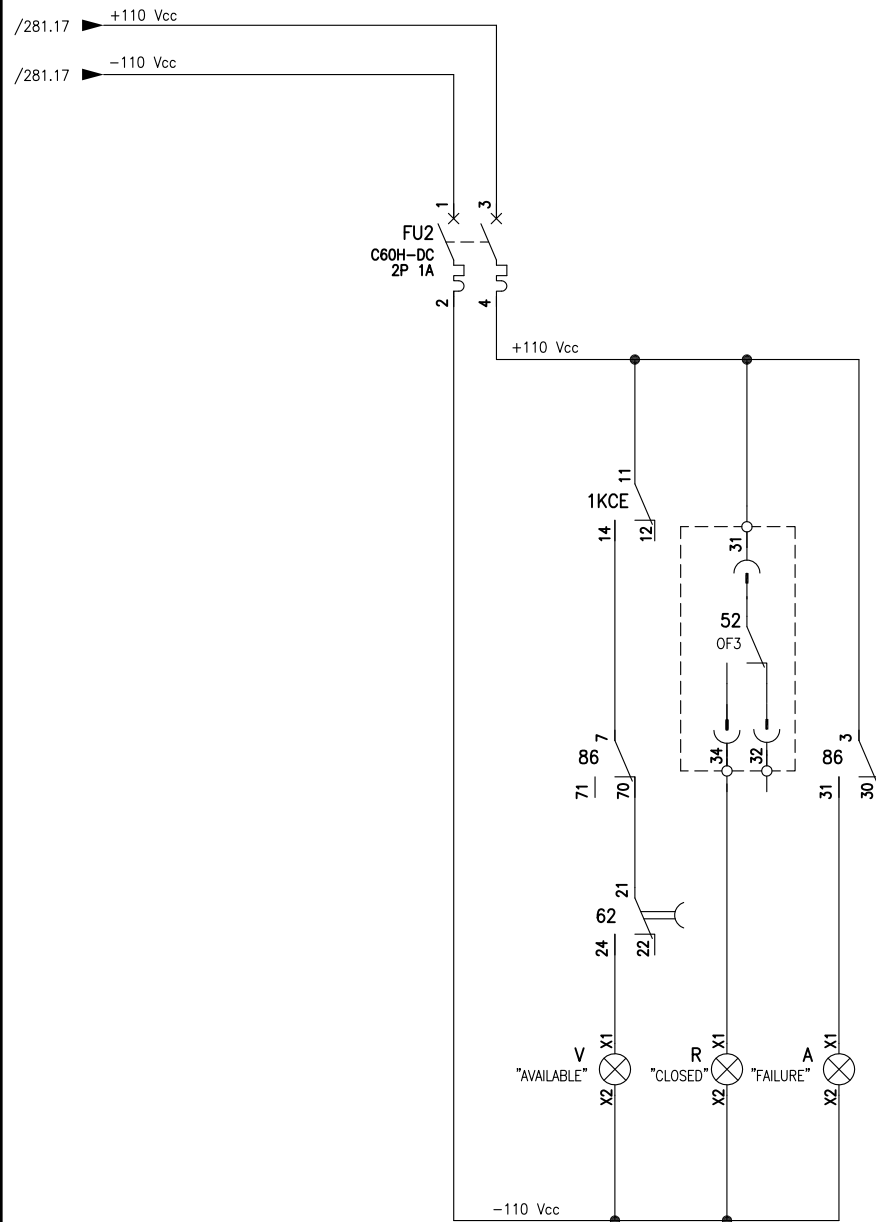 /281.17 +110 Vcc
/281.17 -110 Vcc
1 3
FU2
C60H-DC
2P 1A
2 4
+110 Vcc
11
1KCE
14 12
31
52
OF3
7 34 32 3
86 86
71 70 31 30
21
62
24 22
X1 X1 X1
V R A
"AVAILABLE" "CLOSED" "FAILURE"
X2 X2 X2
-110 Vcc